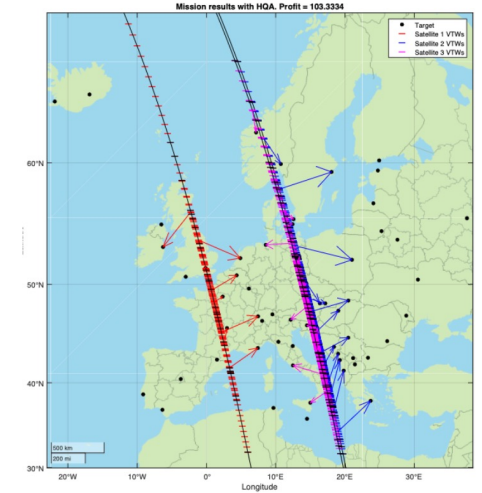 Mission results with HQA. Profit = 103.3334
Target
Satellite 1 VTWs
Satellite 2 VTWs
Satellite 3 VTWs
60°N
50°N
40°N
500 km
200 mi
30°N
20°W
10°W
0°
10°E
20°E
30°E
Longitude